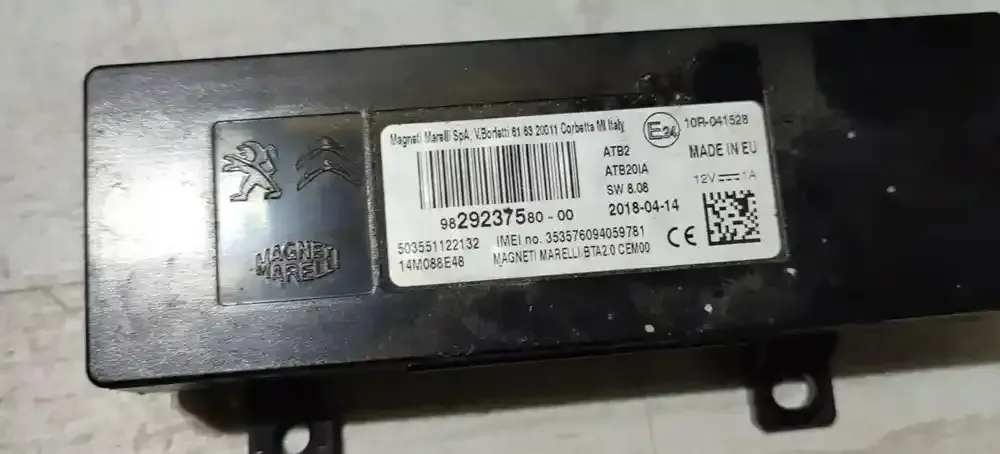 MAGNETI
MARELLI
Magneti Marelli SpA, V.Borletti 61 63 20011 Corbetta MI Italy
E24
10R-041528
ATB2
MADE IN EU
ATB20IA
SW 8.08
12V⎓1A
9829237580-00
2018-04-14
503551122132 IMEI no. 353576094059781
CE
14M088E48 MAGNETI MARELLI BTA2.0 CEM00